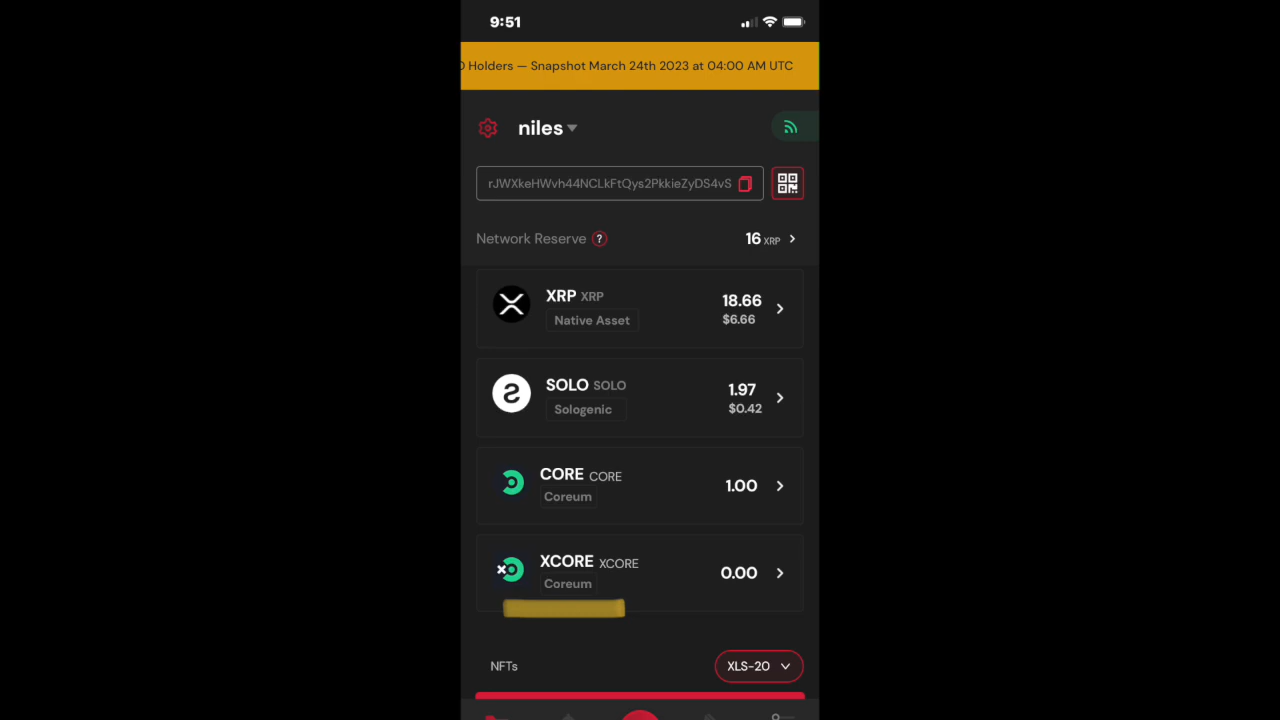 9:51
Holders — Snapshot March 24th 2023 at 04:00 AM UTC
niles
rJWXkeHWvh44NCLkFtQys2PkkieZyDS4vS
Network Reserve ?
16 XRP
XRP XRP
Native Asset
18.66
$6.66
SOLO SOLO
Sologenic
1.97
$0.42
CORE CORE
Coreum
1.00
XCORE XCORE
Coreum
0.00
NFTs
XLS-20